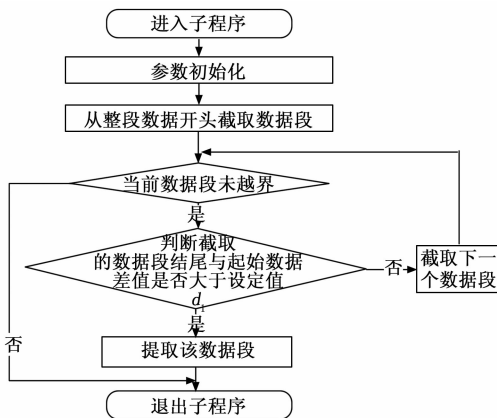 进入子程序
参数初始化
从整段数据开头截取数据段
当前数据段未越界
是
判断截取
的数据段结尾与起始数据
差值是否大于设定值
d₁
否
截取下一
个数据段
是
否
提取该数据段
退出子程序